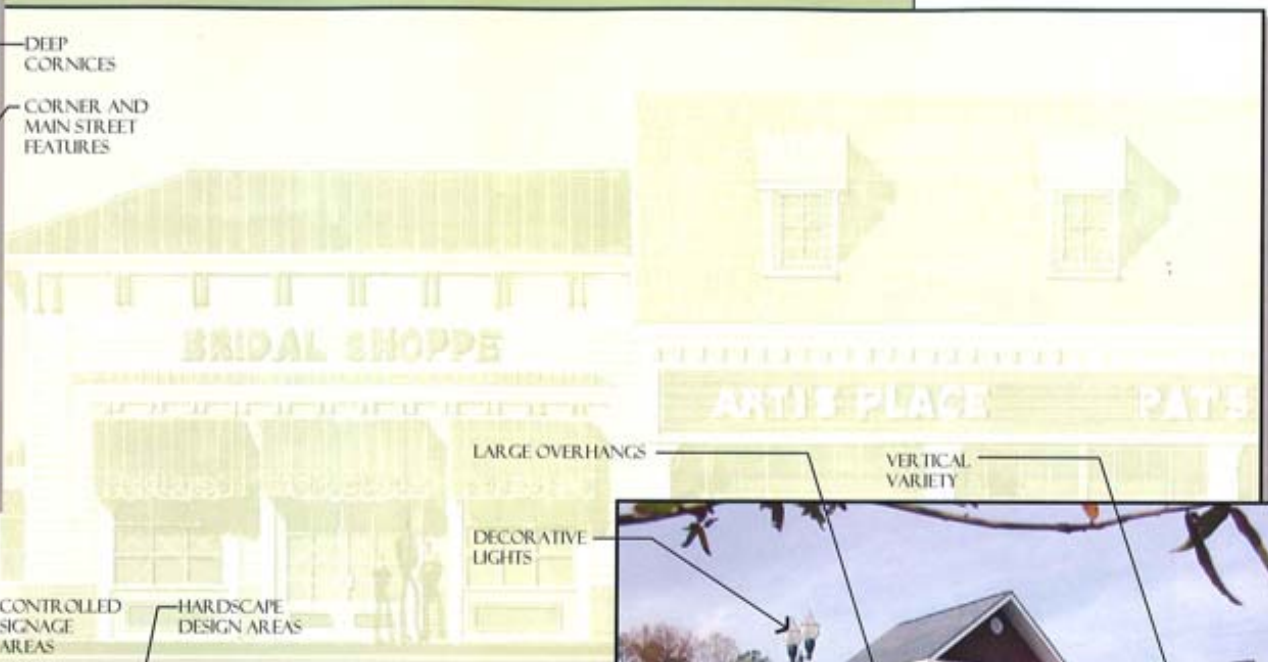 DEEP
CORNICES
CORNER AND
MAIN STREET
FEATURES
BRIDAL SHOPPE
ARTIS PLACE
PAT'S
LARGE OVERHANGS
VERTICAL
VARIETY
DECORATIVE
LIGHTS
CONTROLLED
SIGNAGE
AREAS
HARDSCAPE
DESIGN AREAS